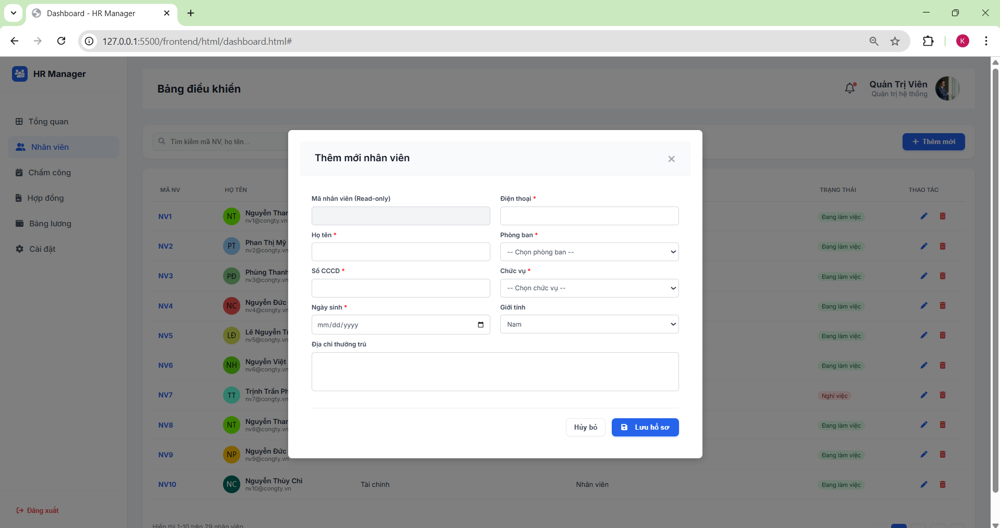 Dashboard - HR Manager
127.0.0.1:5500/frontend/html/dashboard.html#
K
HR Manager
Bảng điều khiển
Quản Trị Viên
Quản trị hệ thống
Tổng quan
Nhân viên
Chấm công
Hợp đồng
Bảng lương
Cài đặt
Đăng xuất
Tìm kiếm mã NV, họ tên...
Thêm mới
MÃ NV HỌ TÊN TRẠNG THÁI THAO TÁC
NV1 NT Nguyễn Đang làm việc
nv1@congty.vn
NV2 PT Phan Thị Mỹ Đang làm việc
nv2@congty.vn
NV3 PĐ Phùng Thanh Đang làm việc
nv3@congty.vn
NV4 NC Nguyễn Đức Đang làm việc
nv4@congty.vn
NV5 LĐ Lê Nguyễn Đang làm việc
nv5@congty.vn
NV6 NH Nguyễn Việt Đang làm việc
nv6@congty.vn
NV7 TT Trịnh Trần Nghỉ việc
nv7@congty.vn
NV8 NT Nguyễn Đang làm việc
nv8@congty.vn
NV9 NP Nguyễn Đức Đang làm việc
nv9@congty.vn
NV10 NC Nguyễn Thùy Chi Tài chính Nhân viên Đang làm việc
nv10@congty.vn
Hiển thị 1-10 trên 29 nhân viên
Thêm mới nhân viên
Mã nhân viên (Read-only)
Điện thoại *
Họ tên *
Phòng ban *
-- Chọn phòng ban --
Số CCCD *
Chức vụ *
-- Chọn chức vụ --
Ngày sinh *
mm/dd/yyyy
Giới tính
Nam
Địa chỉ thường trú
Hủy bỏ
Lưu hồ sơ